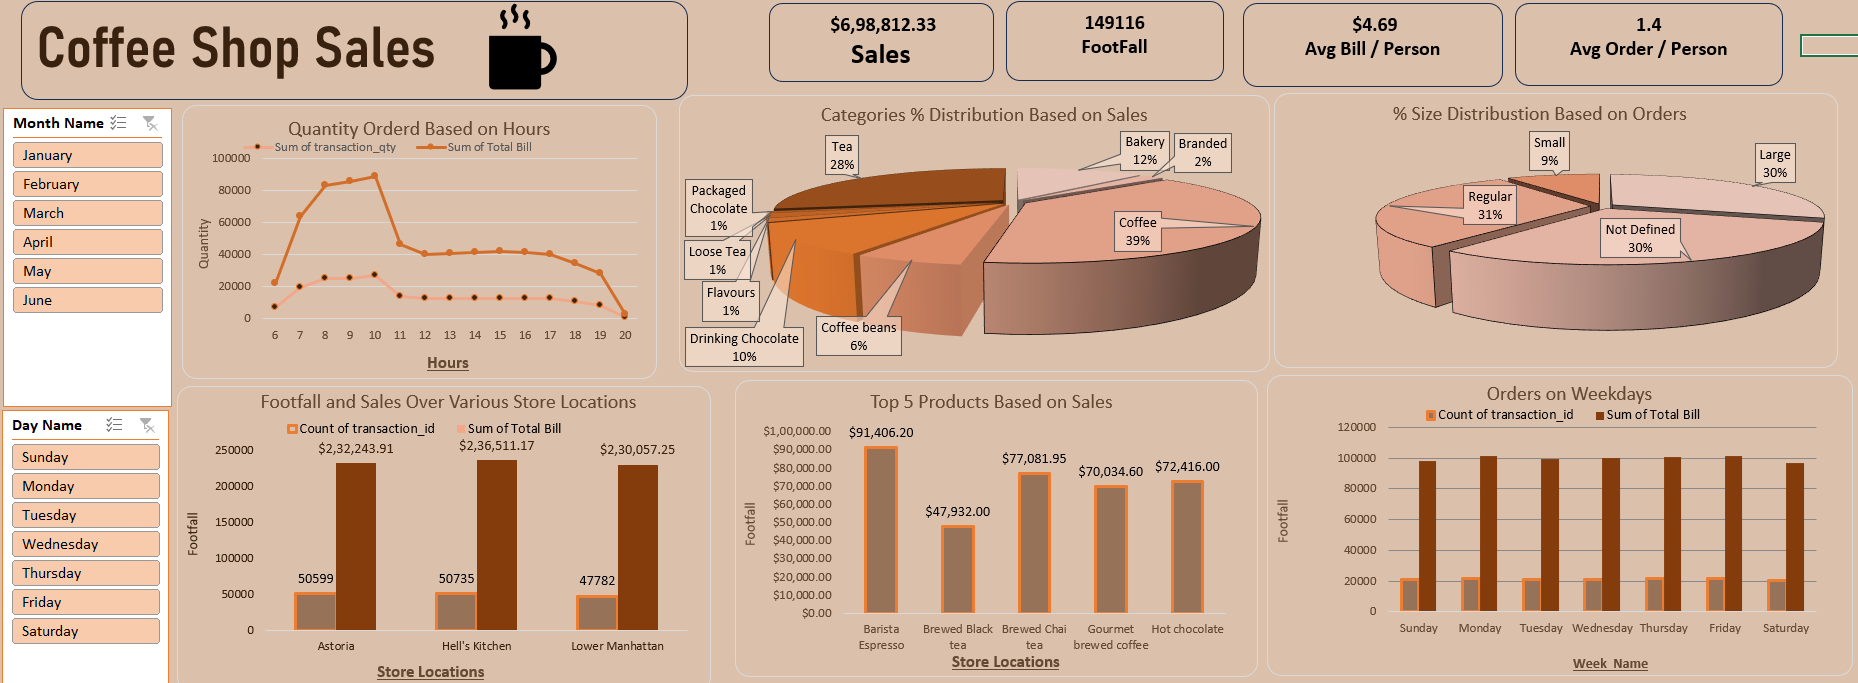 Coffee Shop Sales
$6,98,812.33
Sales
149116
FootFall
$4.69
Avg Bill / Person
1.4
Avg Order / Person
Month Name
January
February
March
April
May
June
Day Name
Sunday
Monday
Tuesday
Wednesday
Thursday
Friday
Saturday
Quantity Orderd Based on Hours
Sum of transaction_qty
Sum of Total Bill
Quantity
100000
80000
60000
40000
20000
0
6 7 8 9 10 11 12 13 14 15 16 17 18 19 20
Hours
Categories % Distribution Based on Sales
Tea
28%
Bakery
12%
Branded
2%
Packaged
Chocolate
1%
Coffee
39%
Loose Tea
1%
Flavours
1%
Drinking Chocolate
10%
Coffee beans
6%
% Size Distribustion Based on Orders
Small
9%
Large
30%
Regular
31%
Not Defined
30%
Footfall and Sales Over Various Store Locations
Count of transaction_id
Sum of Total Bill
Footfall
250000
200000
150000
100000
50000
0
$2,32,243.91
$2,36,511.17
$2,30,057.25
50599
50735
47782
Astoria
Hell's Kitchen
Lower Manhattan
Store Locations
Top 5 Products Based on Sales
Footfall
$1,00,000.00
$90,000.00
$80,000.00
$70,000.00
$60,000.00
$50,000.00
$40,000.00
$30,000.00
$20,000.00
$10,000.00
$0.00
$91,406.20
$47,932.00
$77,081.95
$70,034.60
$72,416.00
Barista
Espresso
Brewed Black
tea
Brewed Chai
tea
Gourmet
brewed coffee
Hot chocolate
Store Locations
Orders on Weekdays
Count of transaction_id
Sum of Total Bill
Footfall
120000
100000
80000
60000
40000
20000
0
Sunday
Monday
Tuesday
Wednesday
Thursday
Friday
Saturday
Week Name